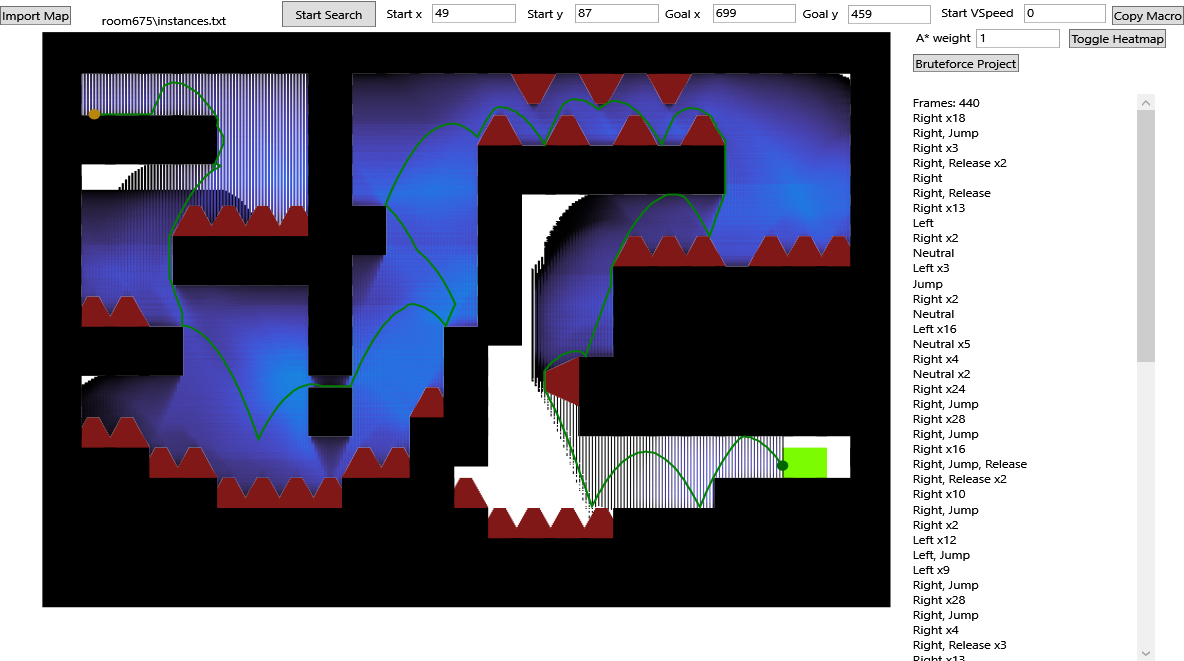 Import Map
room675\instances.txt
Start Search
Start x 49
Start y 87
Goal x 699
Goal y 459
Start VSpeed 0
Copy Macro
A* weight 1
Toggle Heatmap
Bruteforce Project
Frames: 440
Right x18
Right, Jump
Right x3
Right, Release x2
Right
Right, Release
Right x13
Left
Right x2
Neutral
Left x3
Jump
Right x2
Neutral
Left x16
Neutral x5
Right x4
Neutral x2
Right x24
Right, Jump
Right x28
Right, Jump
Right x16
Right, Jump, Release
Right, Release x2
Right x10
Right, Jump
Right x2
Left x12
Left, Jump
Left x9
Right, Jump
Right x28
Right, Jump
Right x4
Right, Release x3
Right x13